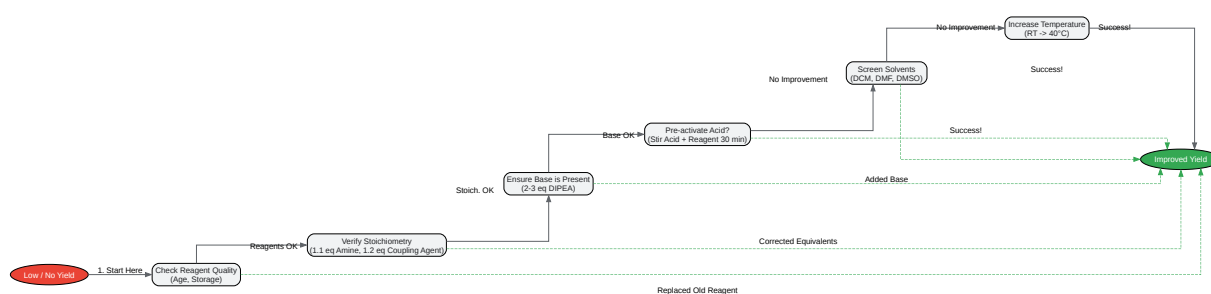 No Improvement
Increase Temperature
(RT -> 40°C)
Success!
Screen Solvents
(DCM, DMF, DMSO)
Success!
No Improvement
Base OK
Pre-activate Acid?
(Stir Acid + Reagent 30 min)
Success!
Improved Yield
Stoich. OK
Ensure Base is Present
(2-3 eq DIPEA)
Added Base
Reagents OK
Verify Stoichiometry
(1.1 eq Amine, 1.2 eq Coupling Agent)
Corrected Equivalents
Low / No Yield
1. Start Here
Check Reagent Quality
(Age, Storage)
Replaced Old Reagent